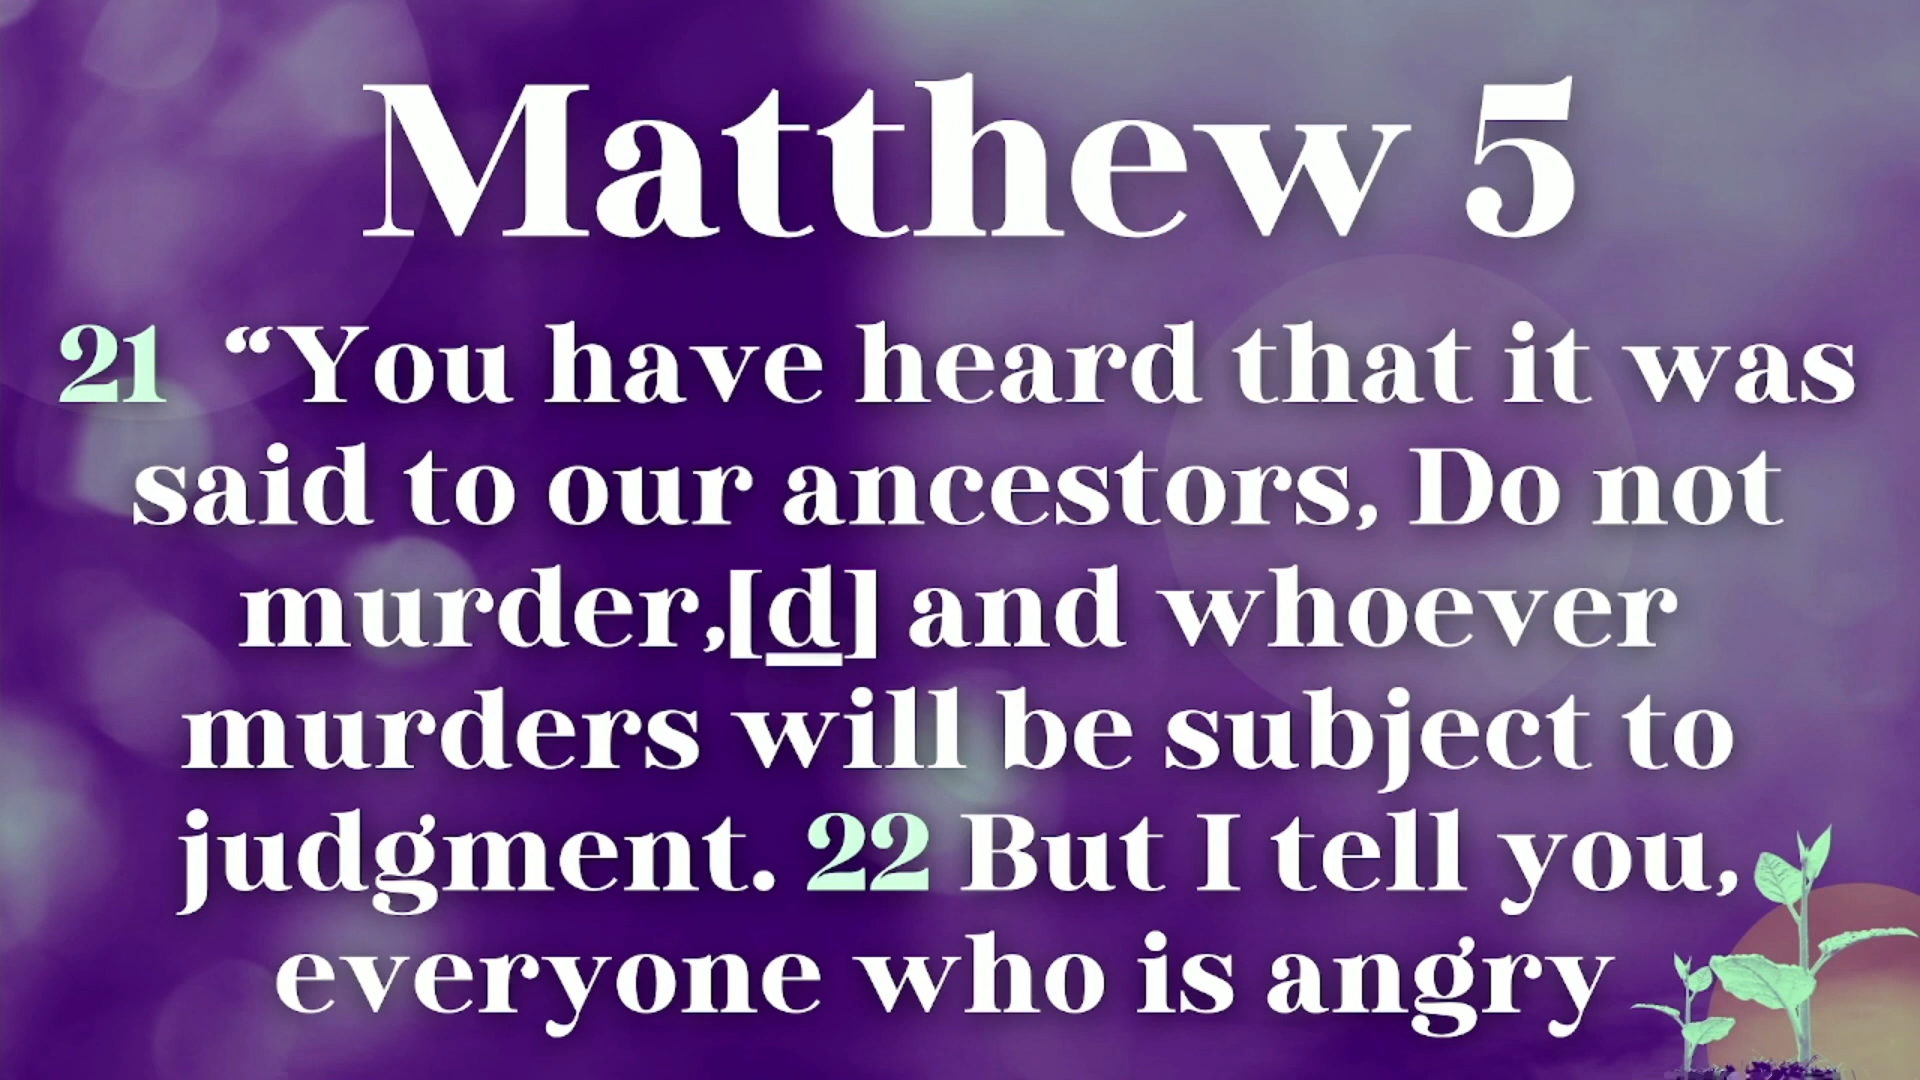 Matthew 5
21 “You have heard that it was
said to our ancestors, Do not
murder,[d] and whoever
murders will be subject to
judgment. 22 But I tell you,
everyone who is angry